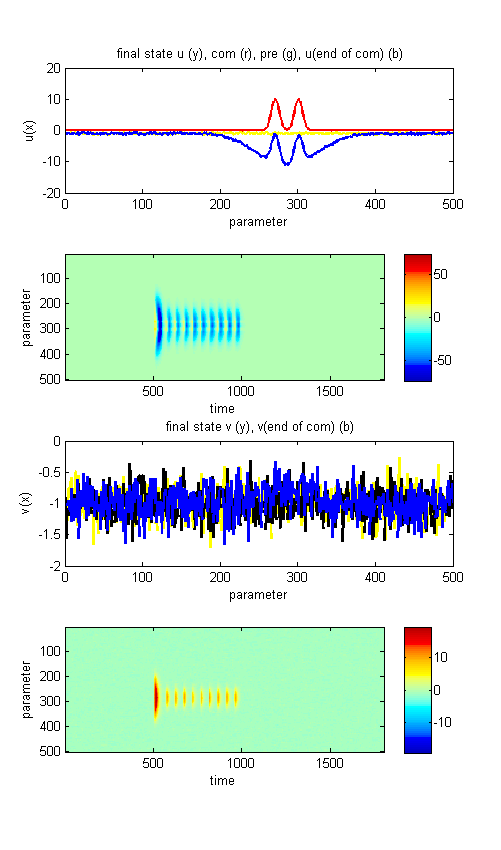 final state u (y), com (r), pre (g), u(end of com) (b)
20
10
0
-10
-20
u(x)
0 100 200 300 400 500
parameter
100
200
300
400
500
parameter
500 1000 1500
time
50
0
-50
final state v (y), v(end of com) (b)
0
-0.5
-1
-1.5
-2
v (x)
0 100 200 300 400 500
parameter
100
200
300
400
500
parameter
500 1000 1500
time
10
0
-10